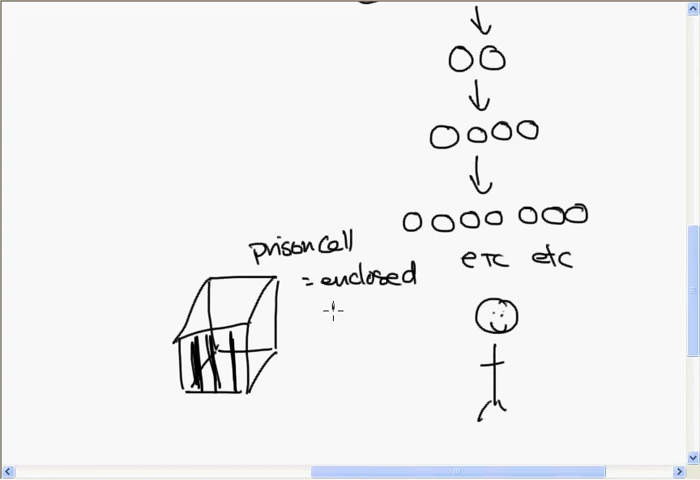 prison cell
= enclosed
etc etc